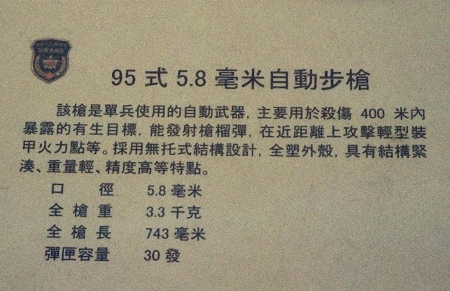 95 式 5.8 毫米自動步槍
該槍是單兵使用的自動武器, 主要用於殺傷 400 米內
暴露的有生目標, 能發射槍榴彈, 在近距離上攻擊輕型裝
甲火力點等。採用無托式結構設計, 全塑外殼, 具有結構緊
湊、重量輕、精度高等特點。
口徑 5.8 毫米
全槍重 3.3 千克
全槍長 743 毫米
彈匣容量 30 發